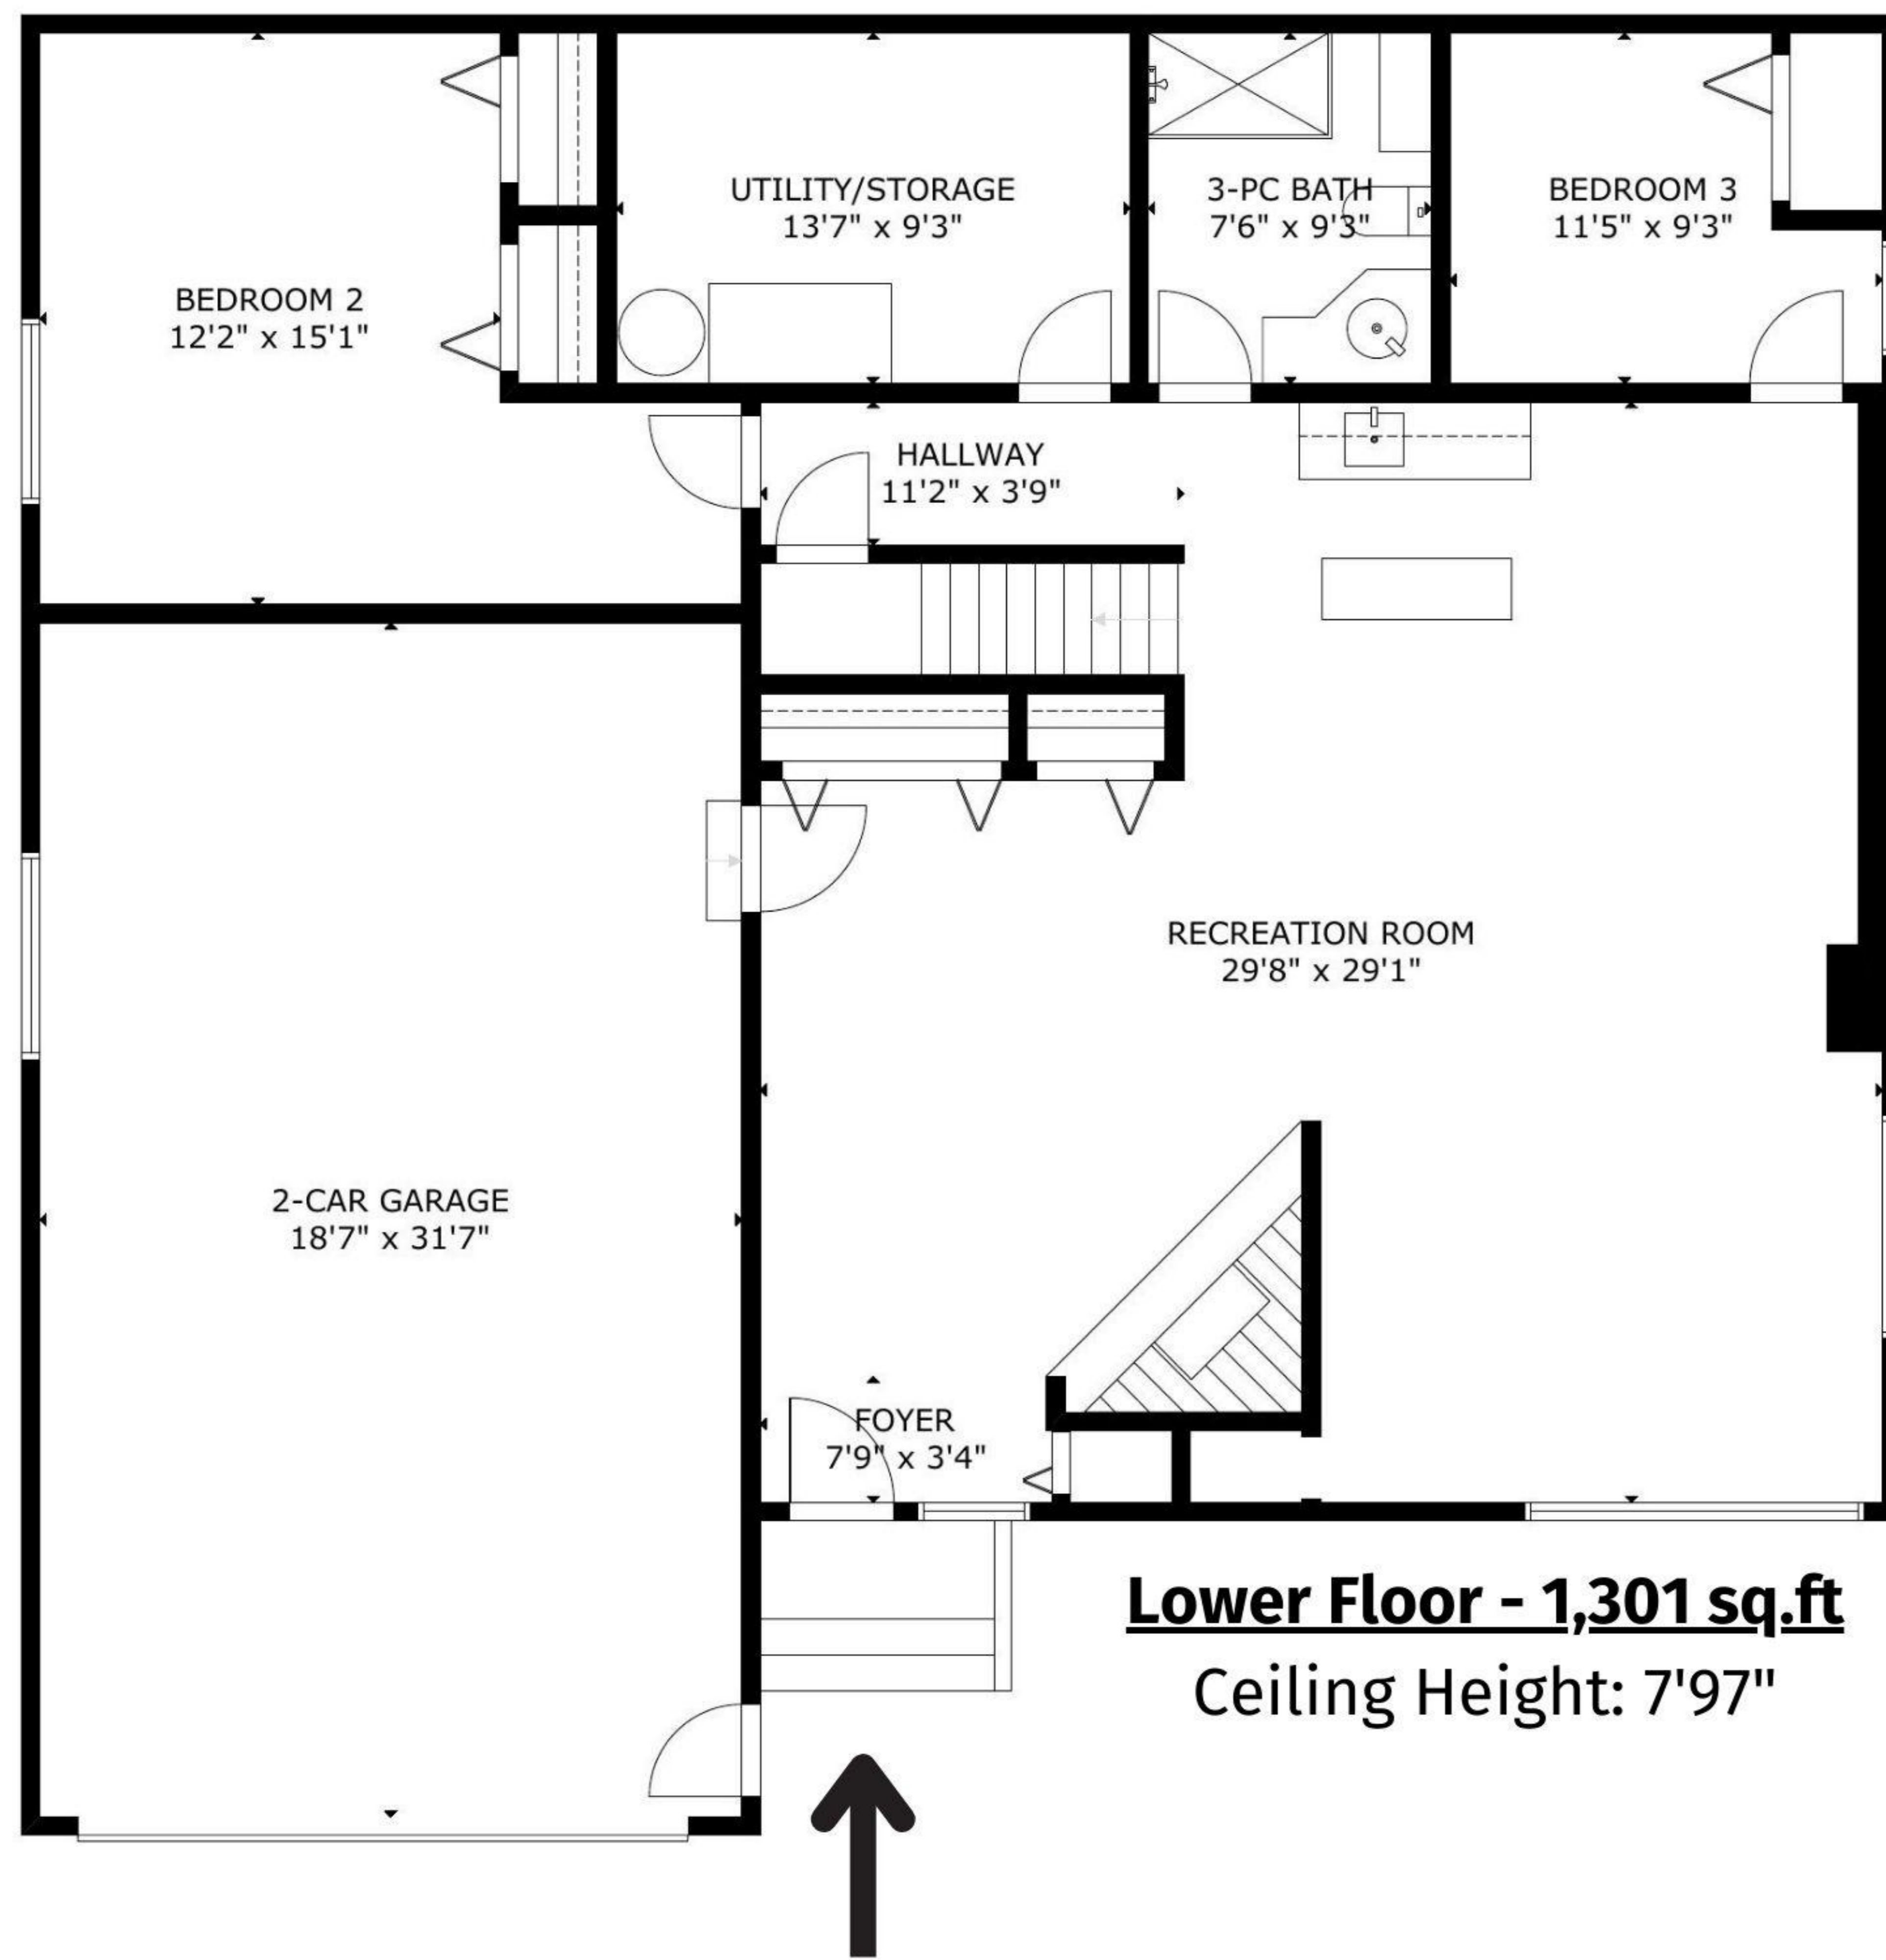 UTILITY/STORAGE
13'7" x 9'3"
3-PC BATH
7'6" x 9'3"
BEDROOM 3
11'5" x 9'3"
BEDROOM 2
12'2" x 15'1"
HALLWAY
11'2" x 3'9"
RECREATION ROOM
29'8" x 29'1"
2-CAR GARAGE
18'7" x 31'7"
FOYER
7'9" x 3'4"
Lower Floor - 1,301 sq.ft
Ceiling Height: 7'97"